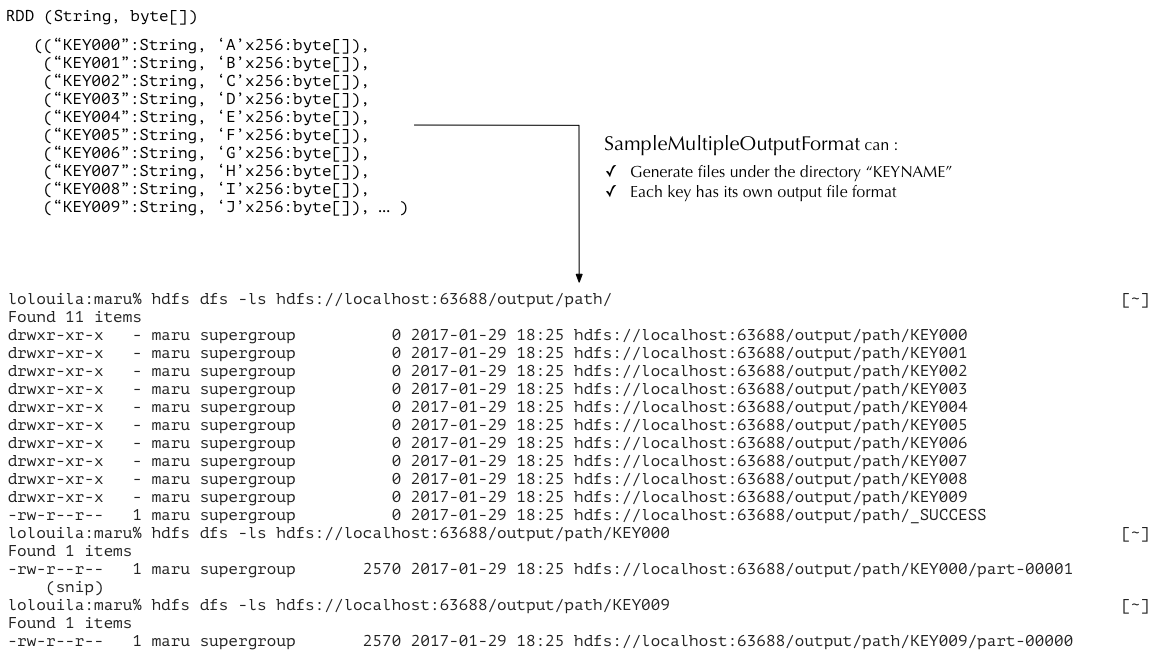 RDD (String, byte[])
((“KEY000”:String, ‘A’x256:byte[]),
(“KEY001”:String, ‘B’x256:byte[]),
(“KEY002”:String, ‘C’x256:byte[]),
(“KEY003”:String, ‘D’x256:byte[]),
(“KEY004”:String, ‘E’x256:byte[]),
(“KEY005”:String, ‘F’x256:byte[]),
(“KEY006”:String, ‘G’x256:byte[]),
(“KEY007”:String, ‘H’x256:byte[]),
(“KEY008”:String, ‘I’x256:byte[]),
(“KEY009”:String, ‘J’x256:byte[]), … )
SampleMultipleOutputFormat can :
✓ Generate files under the directory “KEYNAME”
✓ Each key has its own output file format
lolouila:maru% hdfs dfs -ls hdfs://localhost:63688/output/path/ [~]
Found 11 items
drwxr-xr-x   - maru supergroup          0 2017-01-29 18:25 hdfs://localhost:63688/output/path/KEY000
drwxr-xr-x   - maru supergroup          0 2017-01-29 18:25 hdfs://localhost:63688/output/path/KEY001
drwxr-xr-x   - maru supergroup          0 2017-01-29 18:25 hdfs://localhost:63688/output/path/KEY002
drwxr-xr-x   - maru supergroup          0 2017-01-29 18:25 hdfs://localhost:63688/output/path/KEY003
drwxr-xr-x   - maru supergroup          0 2017-01-29 18:25 hdfs://localhost:63688/output/path/KEY004
drwxr-xr-x   - maru supergroup          0 2017-01-29 18:25 hdfs://localhost:63688/output/path/KEY005
drwxr-xr-x   - maru supergroup          0 2017-01-29 18:25 hdfs://localhost:63688/output/path/KEY006
drwxr-xr-x   - maru supergroup          0 2017-01-29 18:25 hdfs://localhost:63688/output/path/KEY007
drwxr-xr-x   - maru supergroup          0 2017-01-29 18:25 hdfs://localhost:63688/output/path/KEY008
drwxr-xr-x   - maru supergroup          0 2017-01-29 18:25 hdfs://localhost:63688/output/path/KEY009
-rw-r--r--   1 maru supergroup          0 2017-01-29 18:25 hdfs://localhost:63688/output/path/_SUCCESS
lolouila:maru% hdfs dfs -ls hdfs://localhost:63688/output/path/KEY000 [~]
Found 1 items
-rw-r--r--   1 maru supergroup       2570 2017-01-29 18:25 hdfs://localhost:63688/output/path/KEY000/part-00001
(snip)
lolouila:maru% hdfs dfs -ls hdfs://localhost:63688/output/path/KEY009 [~]
Found 1 items
-rw-r--r--   1 maru supergroup       2570 2017-01-29 18:25 hdfs://localhost:63688/output/path/KEY009/part-00000